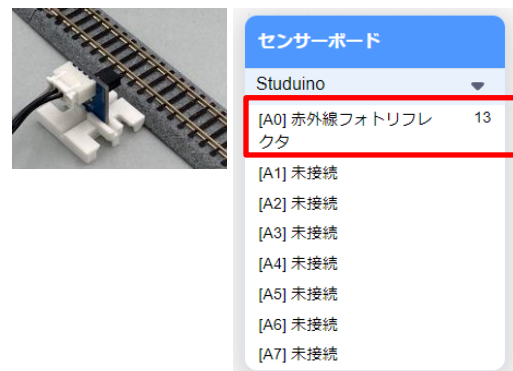 センサーボード
Studuino
[A0] 赤外線フォトリフレ 13
クタ
[A1] 未接続
[A2] 未接続
[A3] 未接続
[A4] 未接続
[A5] 未接続
[A6] 未接続
[A7] 未接続